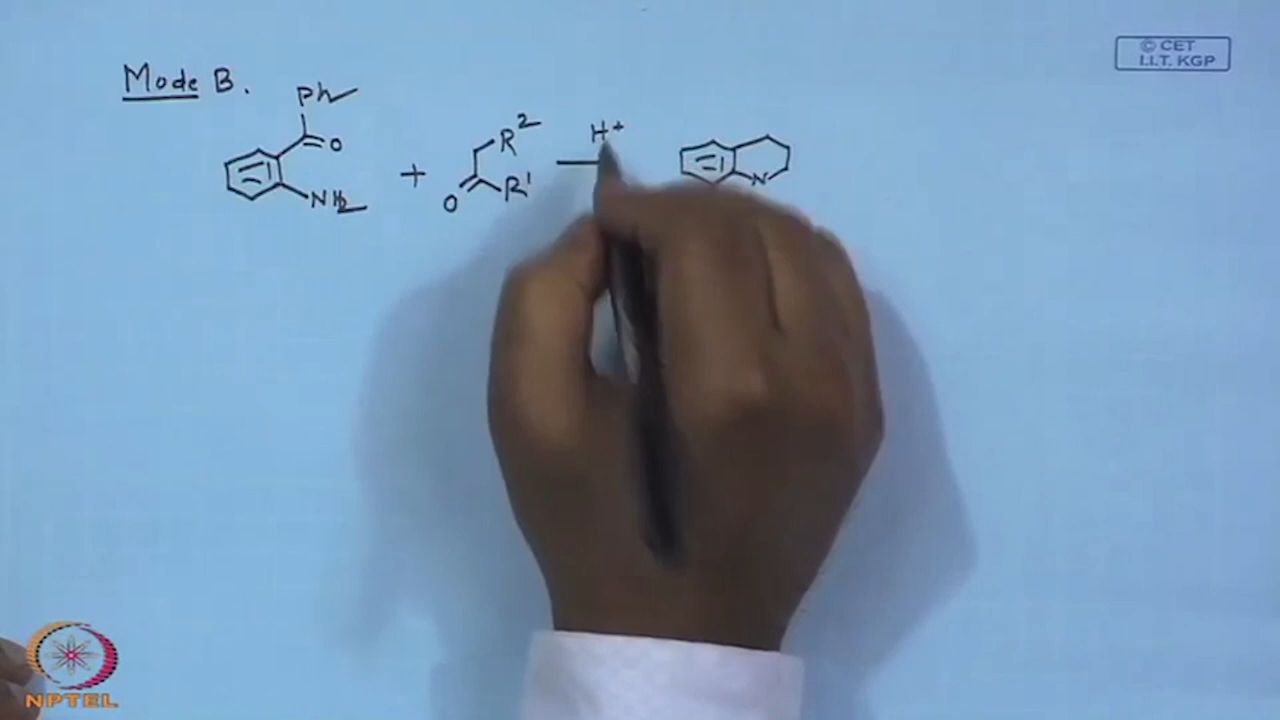 © CET
I.I.T. KGP
Mode B.
Ph
O
NH2
+
R2
O
R1
H+
N
NPTEL